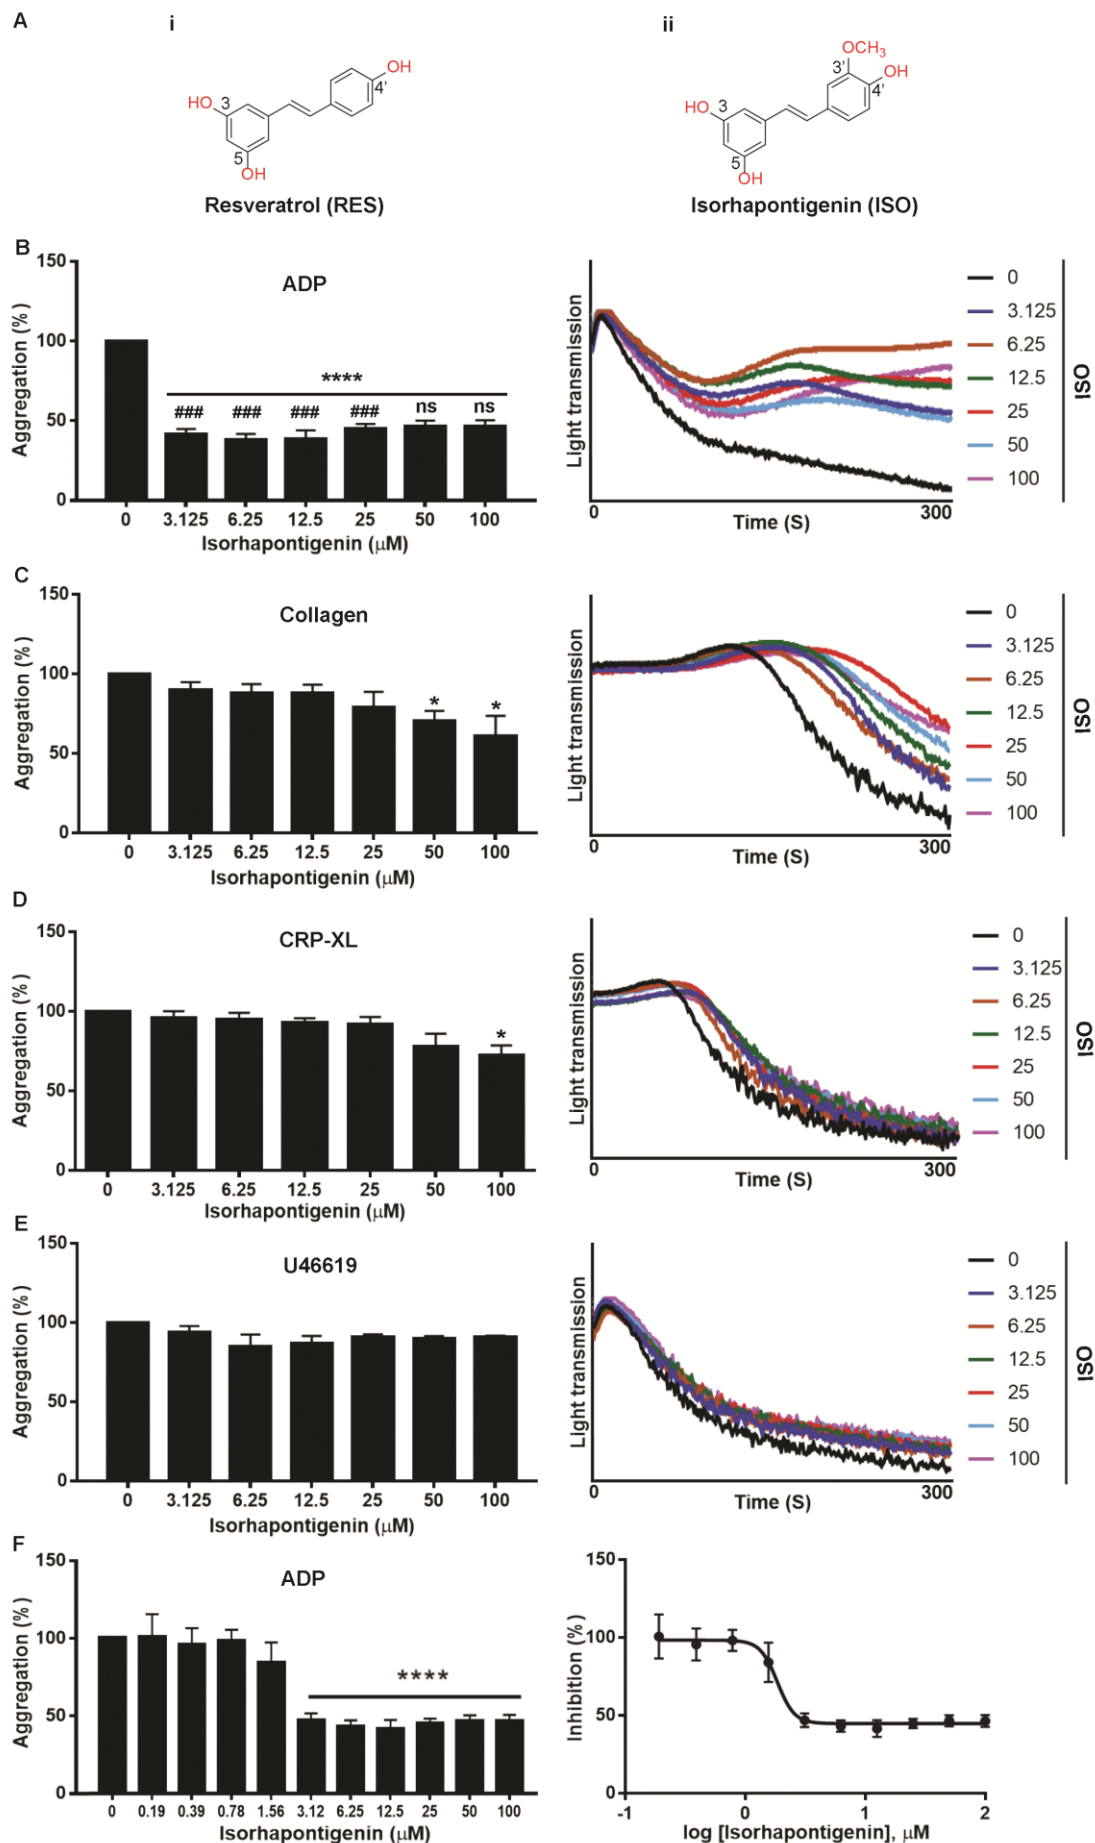 A
i
ii
HO
3
5
OH
OH
4'
Resveratrol (RES)
HO
3
5
OH
OCH3
3'
OH
4'
Isorhapontigenin (ISO)
B
ADP
Aggregation (%)
150
100
50
0
****
### ### ### ### ns ns
0 3.125 6.25 12.5 25 50 100
Isorhapontigenin (µM)
Light transmission
0 300
Time (S)
0
3.125
6.25
12.5
25
50
100
ISO
C
Collagen
Aggregation (%)
150
100
50
0
* *
0 3.125 6.25 12.5 25 50 100
Isorhapontigenin (µM)
Light transmission
0 300
Time (S)
0
3.125
6.25
12.5
25
50
100
ISO
D
CRP-XL
Aggregation (%)
150
100
50
0
*
0 3.125 6.25 12.5 25 50 100
Isorhapontigenin (µM)
Light transmission
0 300
Time (S)
0
3.125
6.25
12.5
25
50
100
ISO
E
U46619
Aggregation (%)
150
100
50
0
0 3.125 6.25 12.5 25 50 100
Isorhapontigenin (µM)
Light transmission
0 300
Time (S)
0
3.125
6.25
12.5
25
50
100
ISO
F
ADP
Aggregation (%)
150
100
50
0
****
0 0.19 0.39 0.78 1.56 3.12 6.25 12.5 25 50 100
Isorhapontigenin (µM)
Inhibition (%)
150
100
50
0
-1 0 1 2
log [Isorhapontigenin], µM